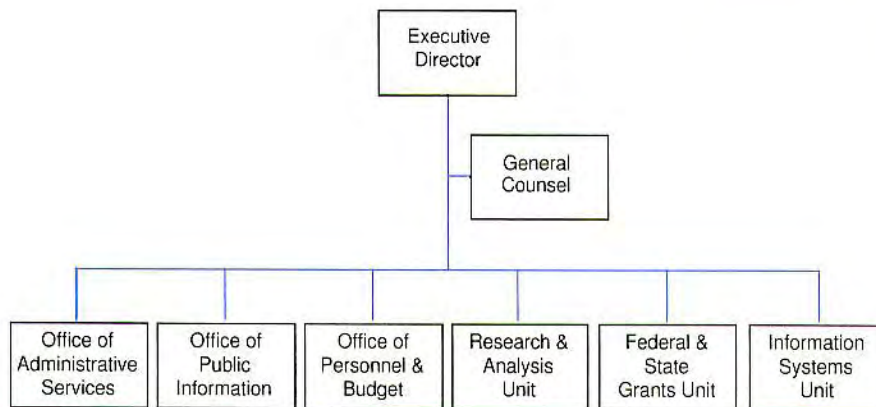 Executive
Director
General
Counsel
Office of
Administrative
Services
Office of
Public
Information
Office of
Personnel &
Budget
Research &
Analysis
Unit
Federal &
State
Grants Unit
Information
Systems
Unit